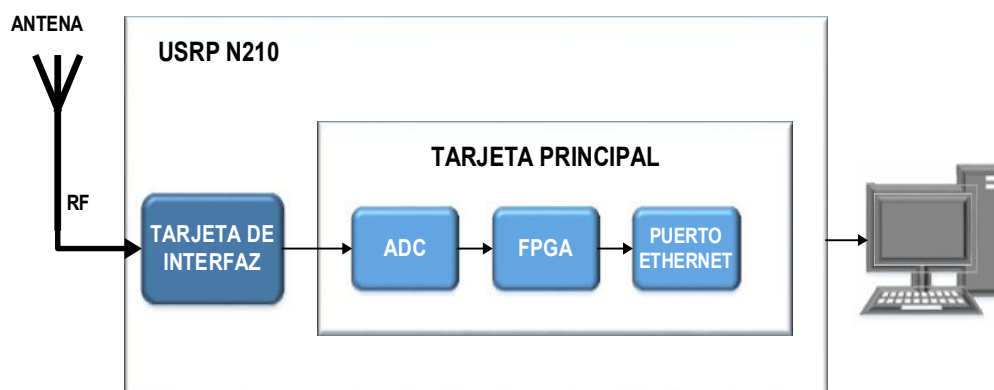 ANTENA
USRP N210
TARJETA PRINCIPAL
RF
TARJETA DE
INTERFAZ
ADC
FPGA
PUERTO
ETHERNET